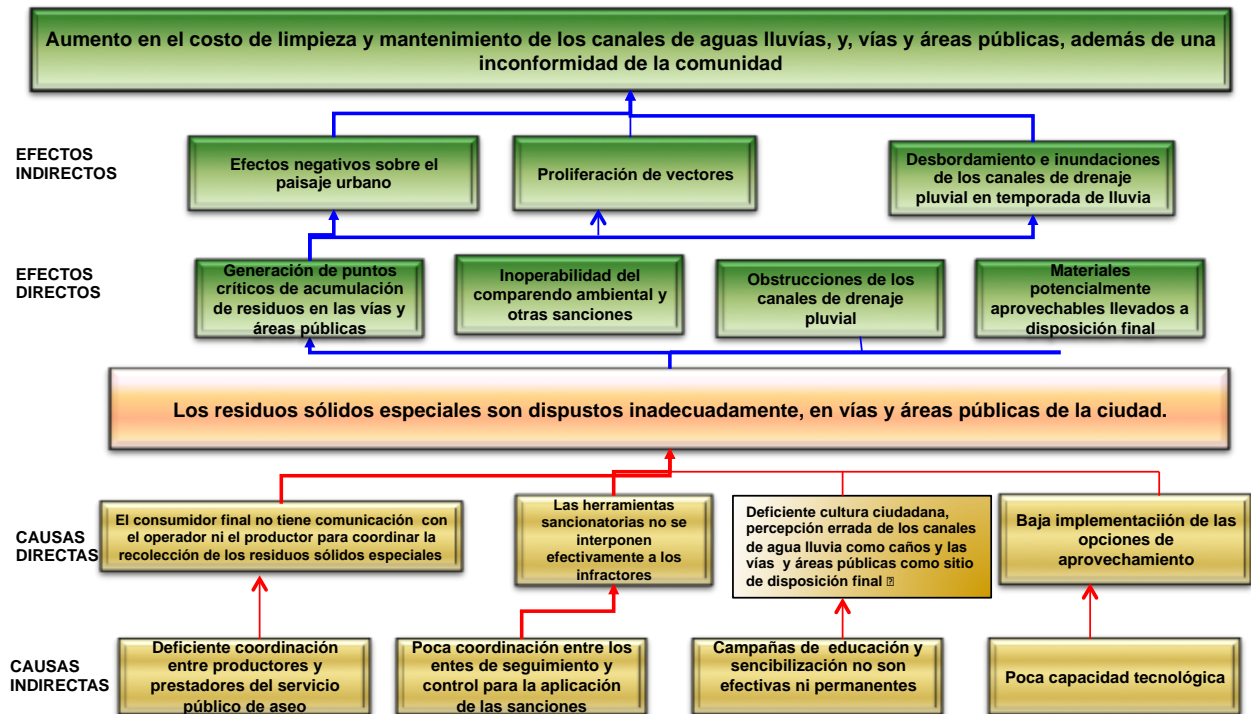 Aumento en el costo de limpieza y mantenimiento de los canales de aguas lluvías, y, vías y áreas públicas, además de una
inconformidad de la comunidad
EFECTOS
INDIRECTOS
Efectos negativos sobre el
paisaje urbano
Proliferación de vectores
Desbordamiento e inundaciones
de los canales de drenaje
pluvial en temporada de lluvia
EFECTOS
DIRECTOS
Generación de puntos
críticos de acumulación
de residuos en las vías y
áreas públicas
Inoperabilidad del
comparendo ambiental y
otras sanciones
Obstrucciones de los
canales de drenaje
pluvial
Materiales
potencialmente
aprovechables llevados a
disposición final
Los residuos sólidos especiales son dispustos inadecuadamente, en vías y áreas públicas de la ciudad.
CAUSAS
DIRECTAS
El consumidor final no tiene comunicación con
el operador ni el productor para coordinar la
recolección de los residuos sólidos especiales
Las herramientas
sancionatorias no se
interponen
efectivamente a los
infractores
Deficiente cultura ciudadana,
percepción errada de los canales
de agua lluvia como caños y las
vías y áreas públicas como sitio
de disposición final
Baja implementaciión de las
opciones de
aprovechamiento
CAUSAS
INDIRECTAS
Deficiente coordinación
entre productores y
prestadores del servicio
público de aseo
Poca coordinación entre los
entes de seguimiento y
control para la aplicación
de las sanciones
Campañas de educación y
sencibilización no son
efectivas ni permanentes
Poca capacidad tecnológica